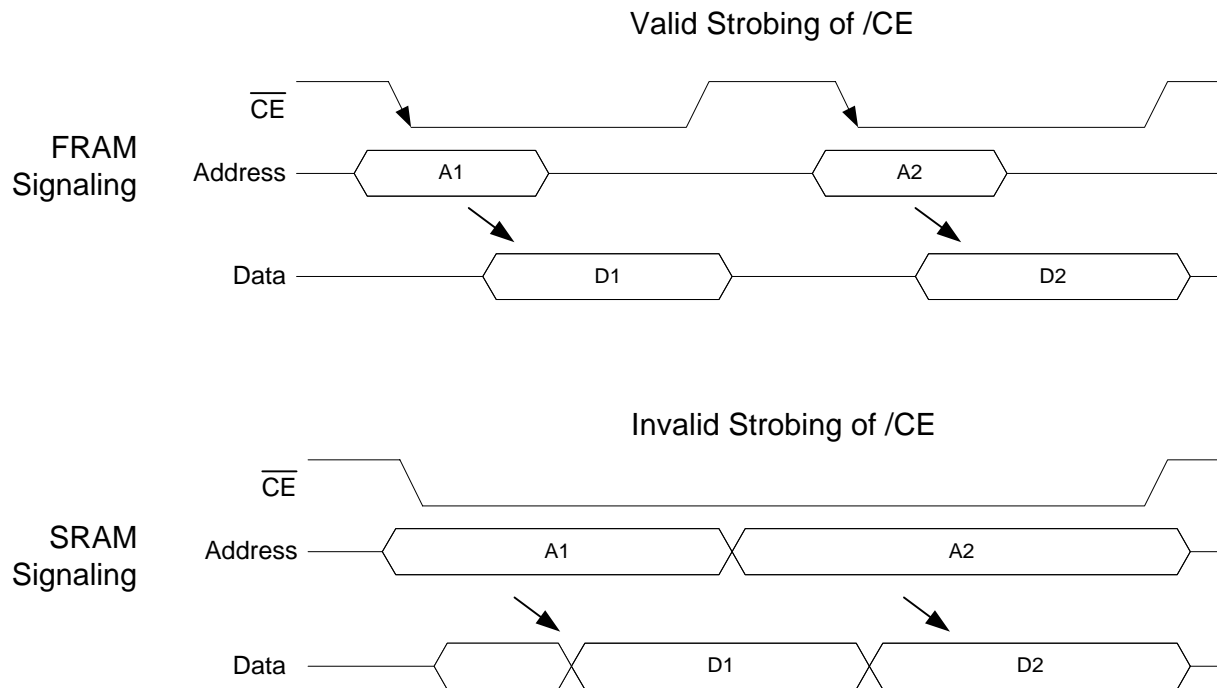 Valid Strobing of /CE
CE
FRAM
Signaling
Address
A1
A2
Data
D1
D2
Invalid Strobing of /CE
CE
SRAM
Signaling
Address
A1
A2
Data
D1
D2